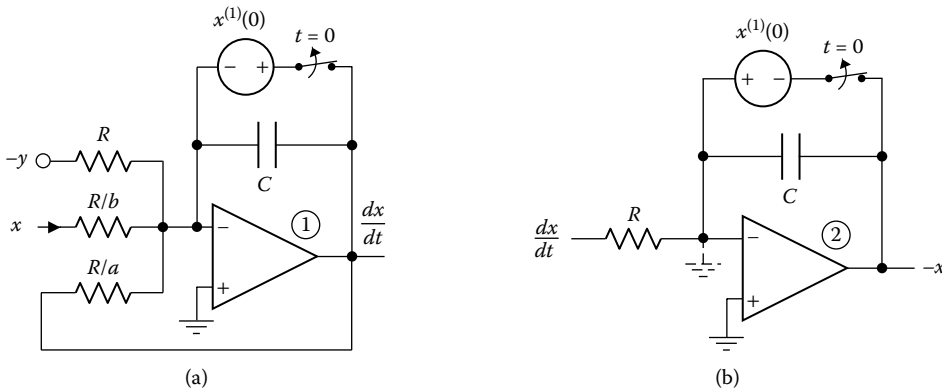 x⁽¹⁾(0)
t = 0
− +
C
R
−y
R/b
x
R/a
−
+
1
dx/dt
(a)
x⁽¹⁾(0)
t = 0
+ −
C
R
dx/dt
−
+
2
−x
(b)